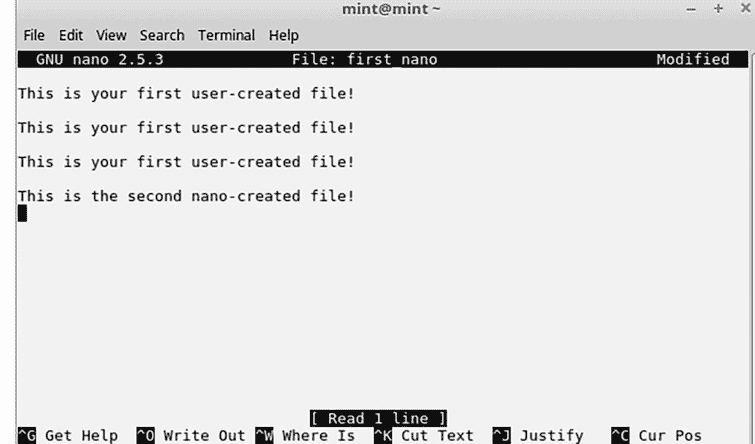 mint@mint ~
File Edit View Search Terminal Help
GNU nano 2.5.3 File: first_nano Modified
This is your first user-created file!
This is your first user-created file!
This is your first user-created file!
This is the second nano-created file!
[ Read 1 line ]
^G Get Help ^O Write Out ^W Where Is ^K Cut Text ^J Justify ^C Cur Pos